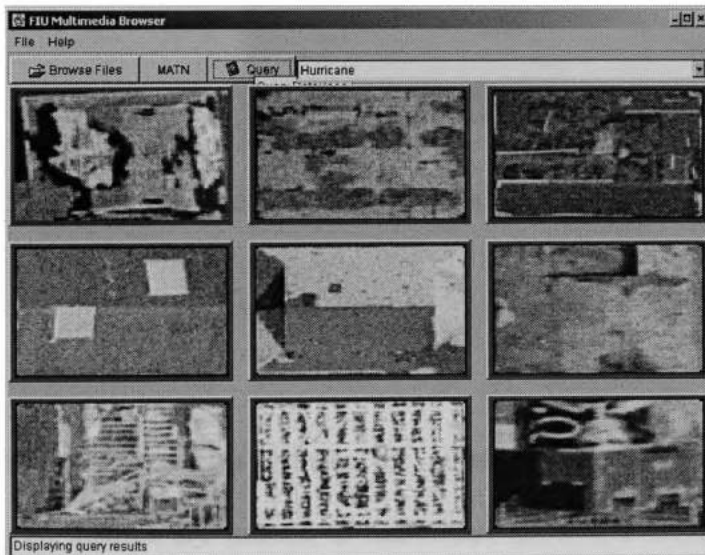 FIU Multimedia Browser
File Help
Browse Files MATN Query Hurricane
Displaying query results